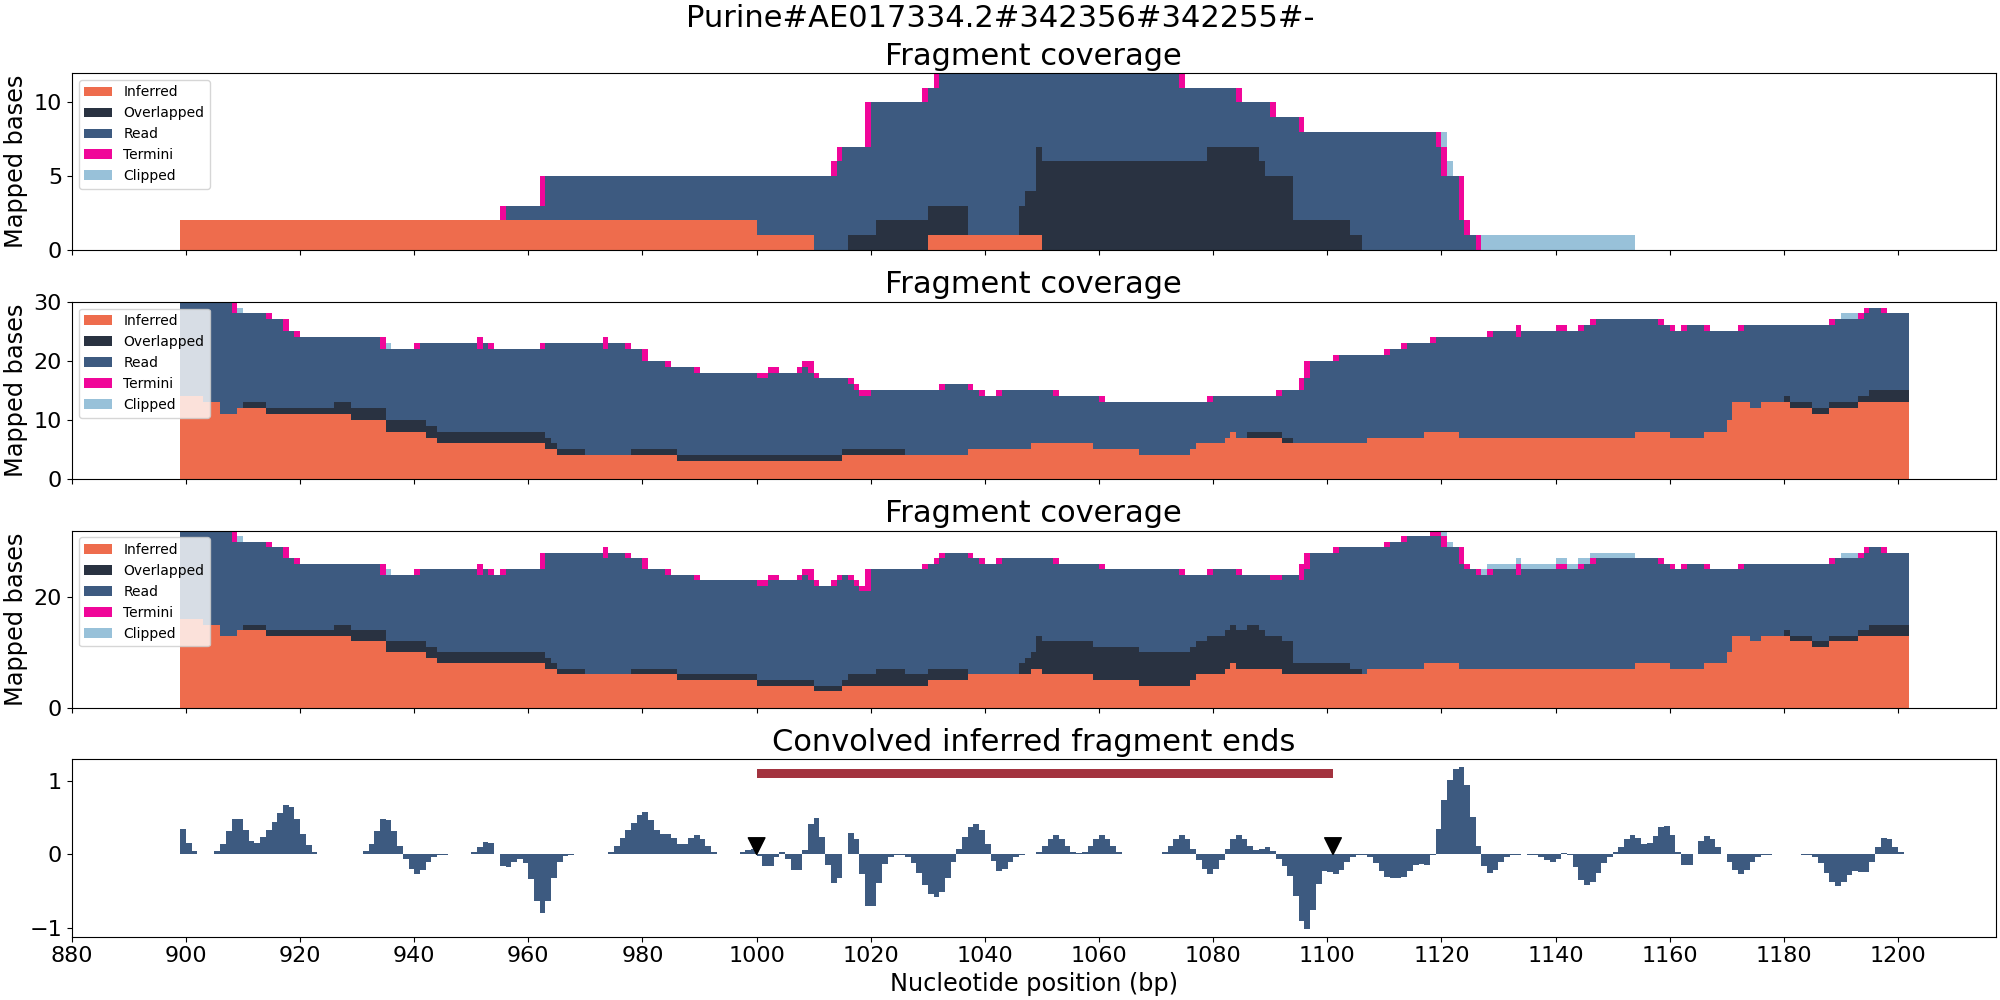 Purine#AE017334.2#342356#342255#-
Fragment coverage
Mapped bases
10
5
0
Inferred
Overlapped
Read
Termini
Clipped
Fragment coverage
Mapped bases
30
20
10
0
Inferred
Overlapped
Read
Termini
Clipped
Fragment coverage
Mapped bases
20
0
Inferred
Overlapped
Read
Termini
Clipped
Convolved inferred fragment ends
1
0
−1
880 900 920 940 960 980 1000 1020 1040 1060 1080 1100 1120 1140 1160 1180 1200
Nucleotide position (bp)